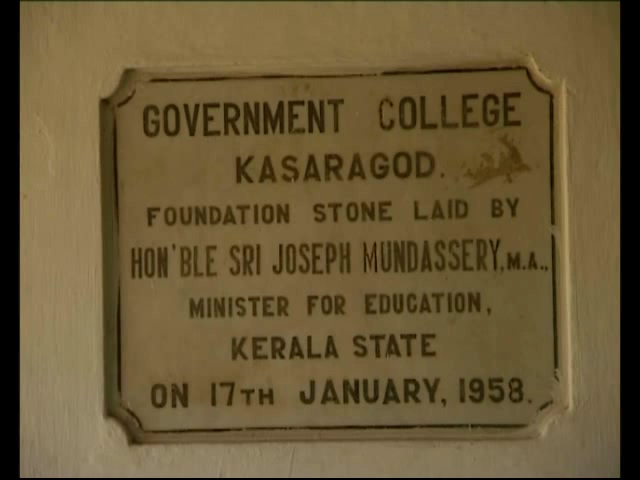 GOVERNMENT COLLEGE
KASARAGOD.
FOUNDATION STONE LAID BY
HON'BLE SRI JOSEPH MUNDASSERY, M.A.,
MINISTER FOR EDUCATION,
KERALA STATE
ON 17TH JANUARY, 1958.